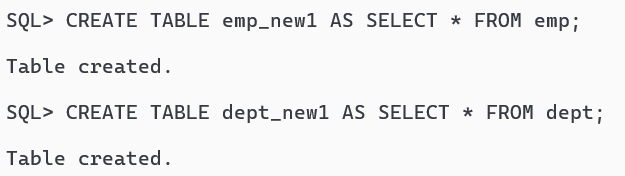 SQL> CREATE TABLE emp_new1 AS SELECT * FROM emp;
Table created.
SQL> CREATE TABLE dept_new1 AS SELECT * FROM dept;
Table created.